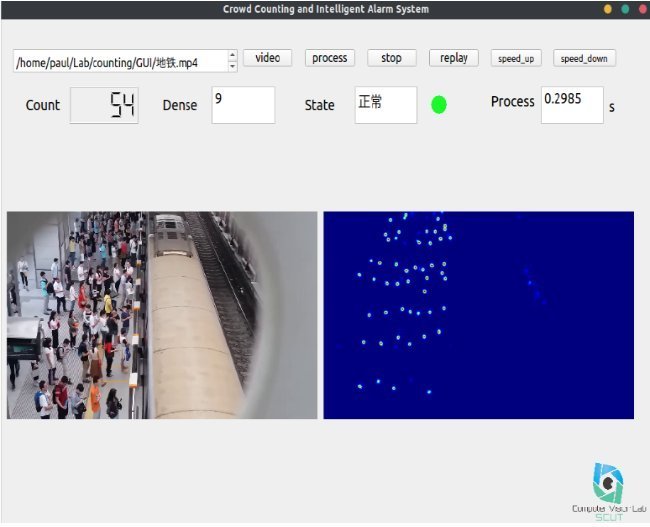 Crowd Counting and Intelligent Alarm System
/home/paul/Lab/counting/GUI/地铁.mp4 video process stop replay speed_up speed_down
Count 54 Dense 9 State 正常 Process 0.2985 s
Computer Vision Lab
SCUT